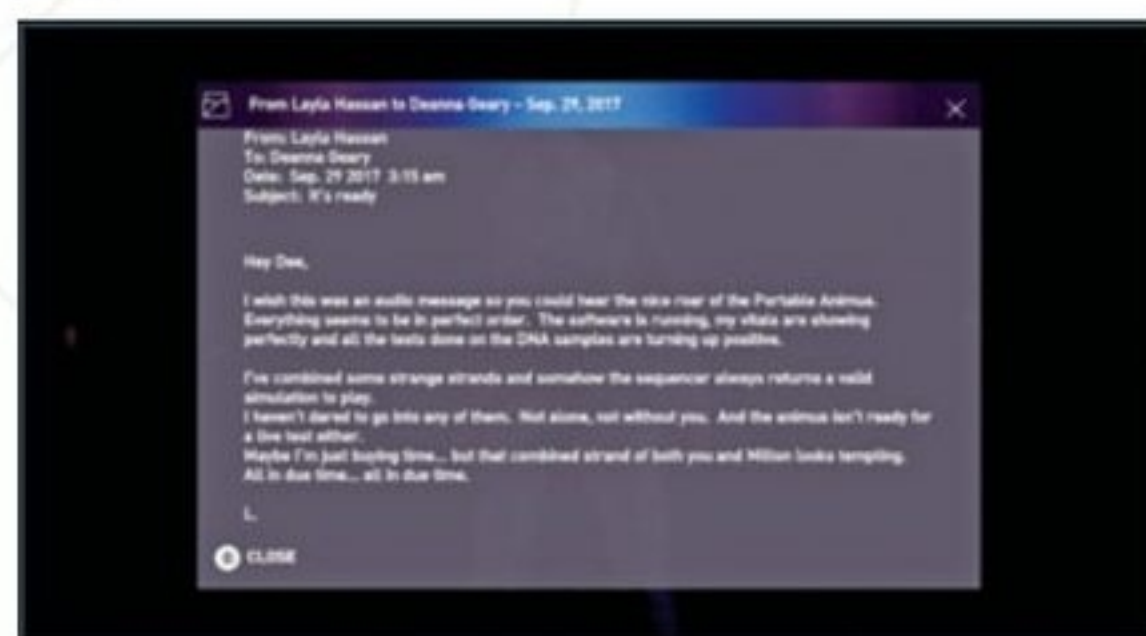 From Layla Hassan to Deanna Geary - Sep. 29, 2017
From: Layla Hassan
To: Deanna Geary
Date: Sep. 29 2017 3:15 am
Subject: It's ready
Hey Dee,
I wish this was an audio message so you could hear the nice roar of the Portable Animus.
Everything seems to be in perfect order. The software is running, my vitals are showing
perfectly and all the tests done on the DNA samples are turning up positive.
I've combined some strange strands and somehow the sequencer always returns a valid
simulation to play.
I haven't dared to go into any of them. Not alone, not without you. And the animus isn't ready for
a live test either.
Maybe I'm just buying time... but that combined strand of both you and Milton looks tempting.
All in due time... all in due time.
L.
CLOSE